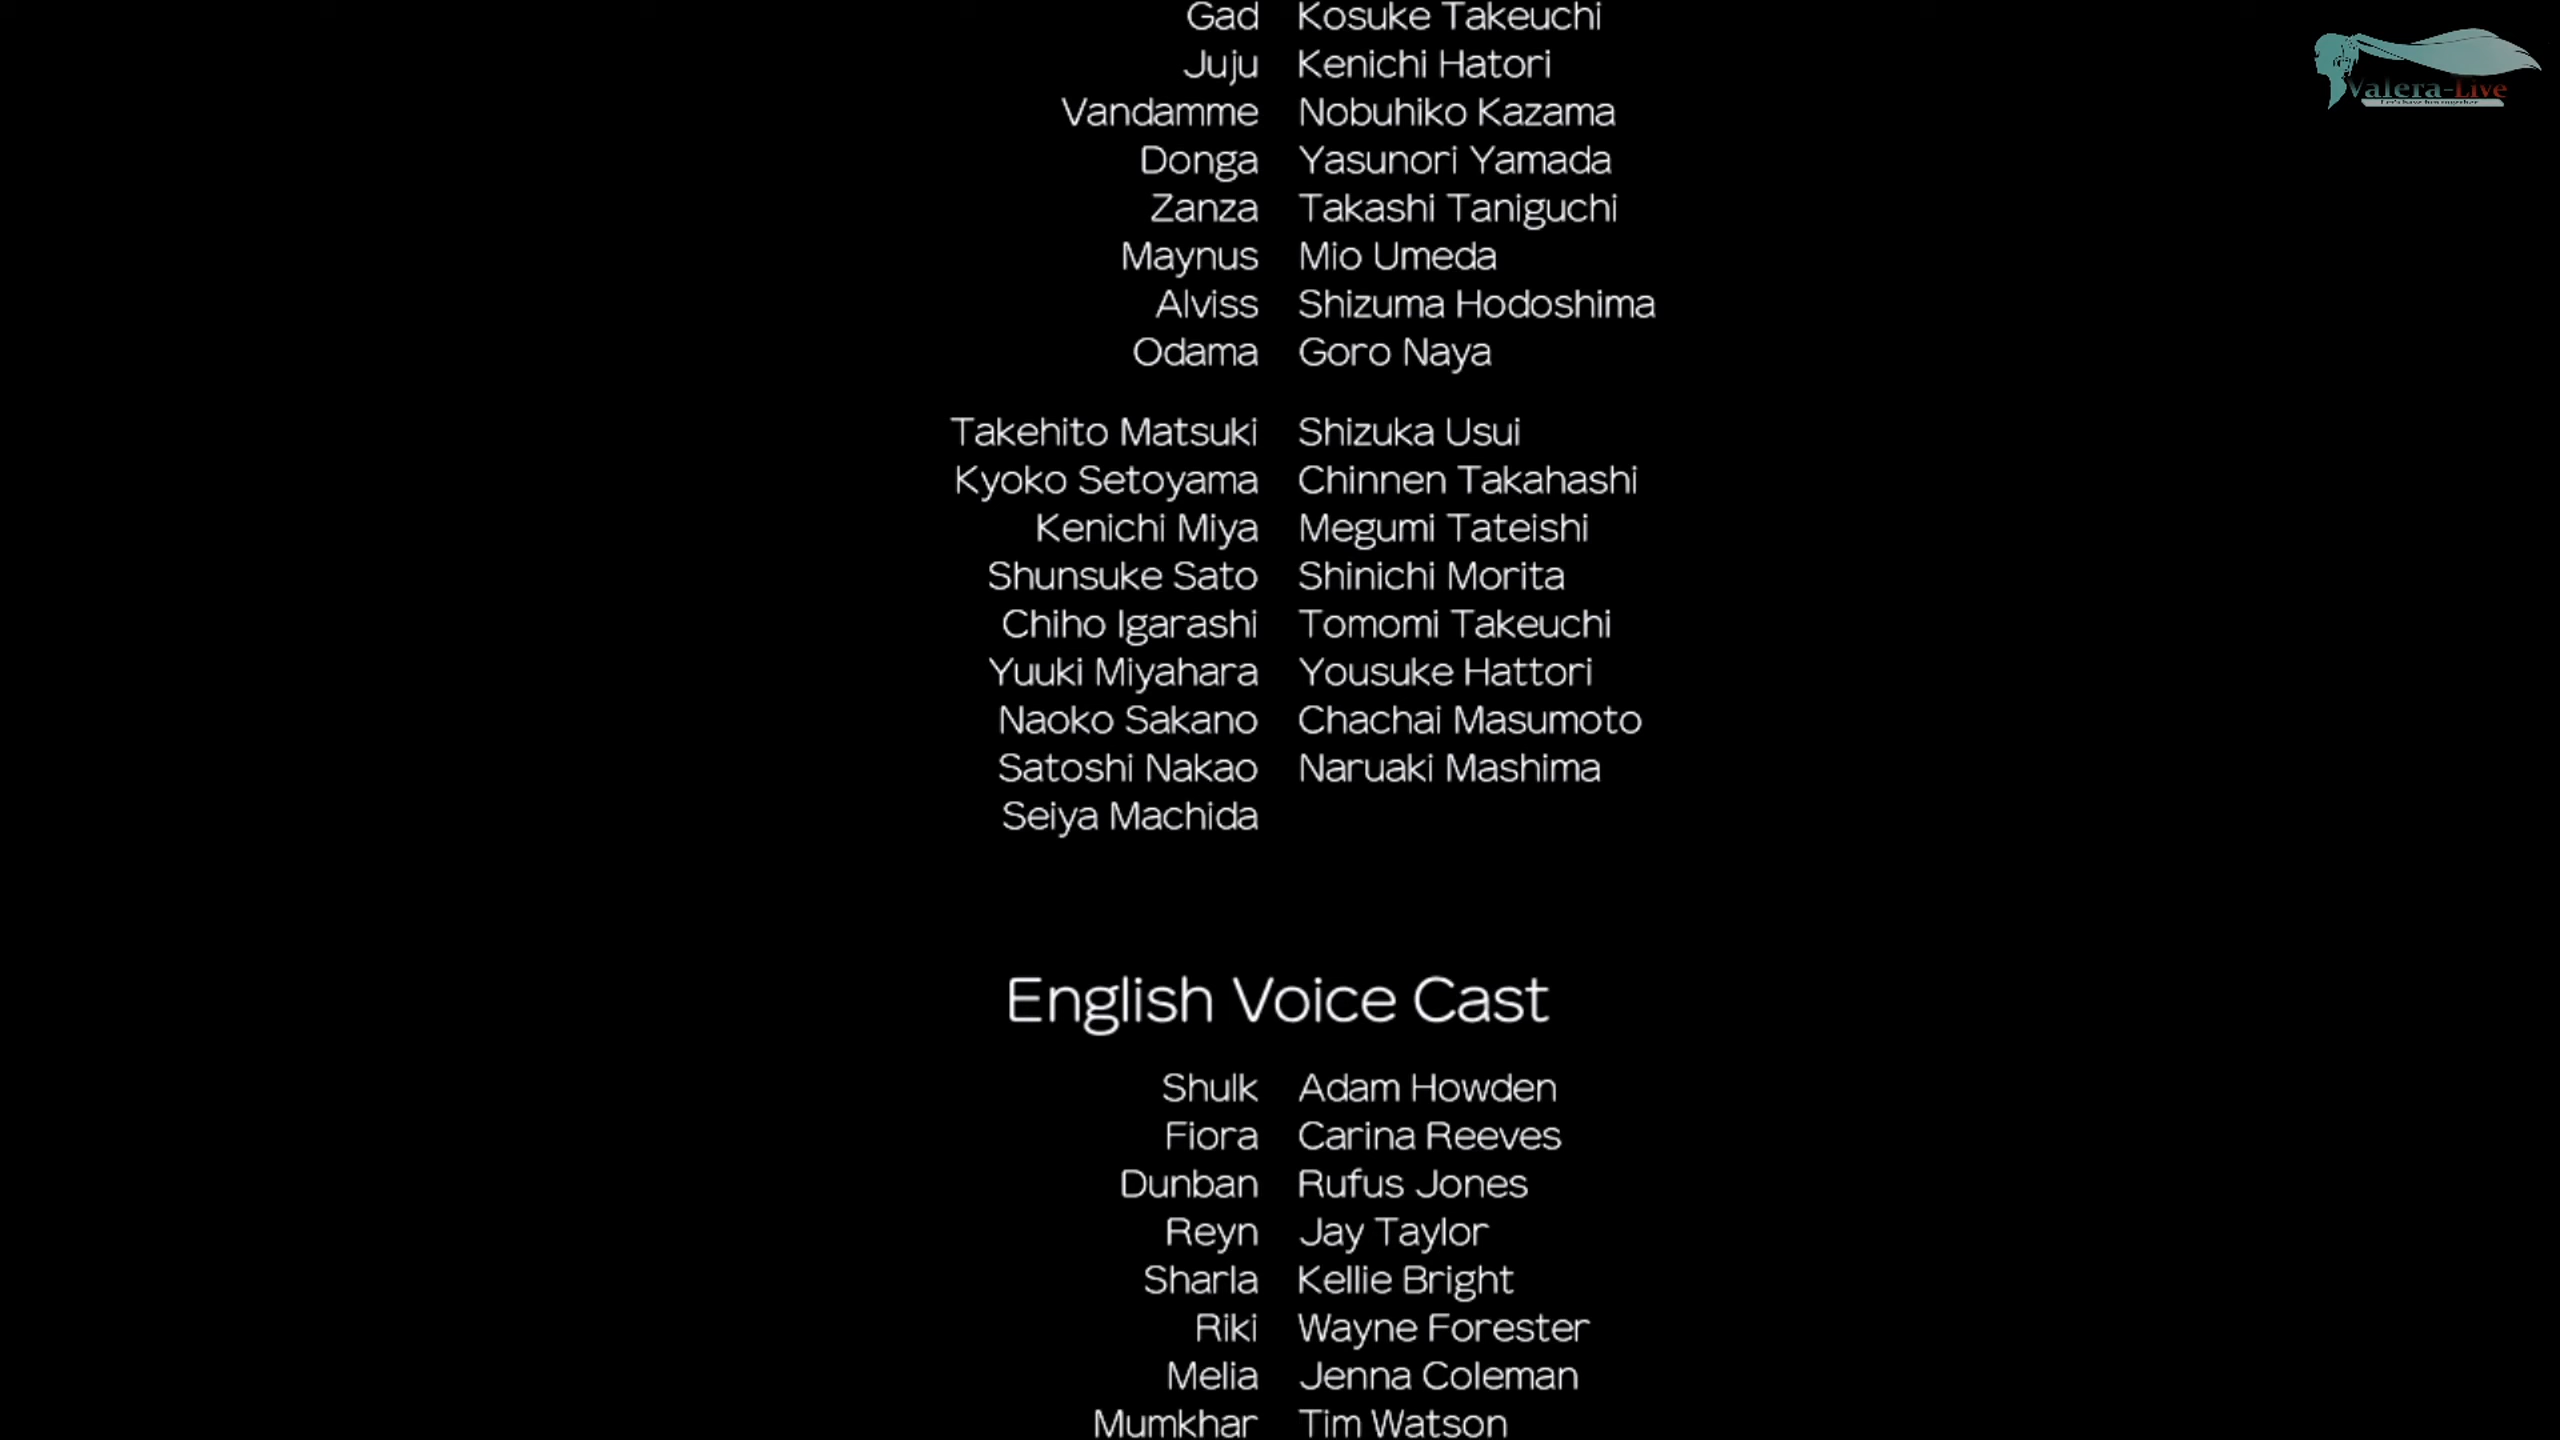 Gad Kosuke Takeuchi
Juju Kenichi Hatori
Vandamme Nobuhiko Kazama
Donga Yasunori Yamada
Zanza Takashi Taniguchi
Maynus Mio Umeda
Alviss Shizuma Hodoshima
Odama Goro Naya
Takehito Matsuki Shizuka Usui
Kyoko Setoyama Chinnen Takahashi
Kenichi Miya Megumi Tateishi
Shunsuke Sato Shinichi Morita
Chiho Igarashi Tomomi Takeuchi
Yuuki Miyahara Yousuke Hattori
Naoko Sakano Chachai Masumoto
Satoshi Nakao Naruaki Mashima
Seiya Machida
English Voice Cast
Shulk Adam Howden
Fiora Carina Reeves
Dunban Rufus Jones
Reyn Jay Taylor
Sharla Kellie Bright
Riki Wayne Forester
Melia Jenna Coleman
Mumkhar Tim Watson
Valera-Live